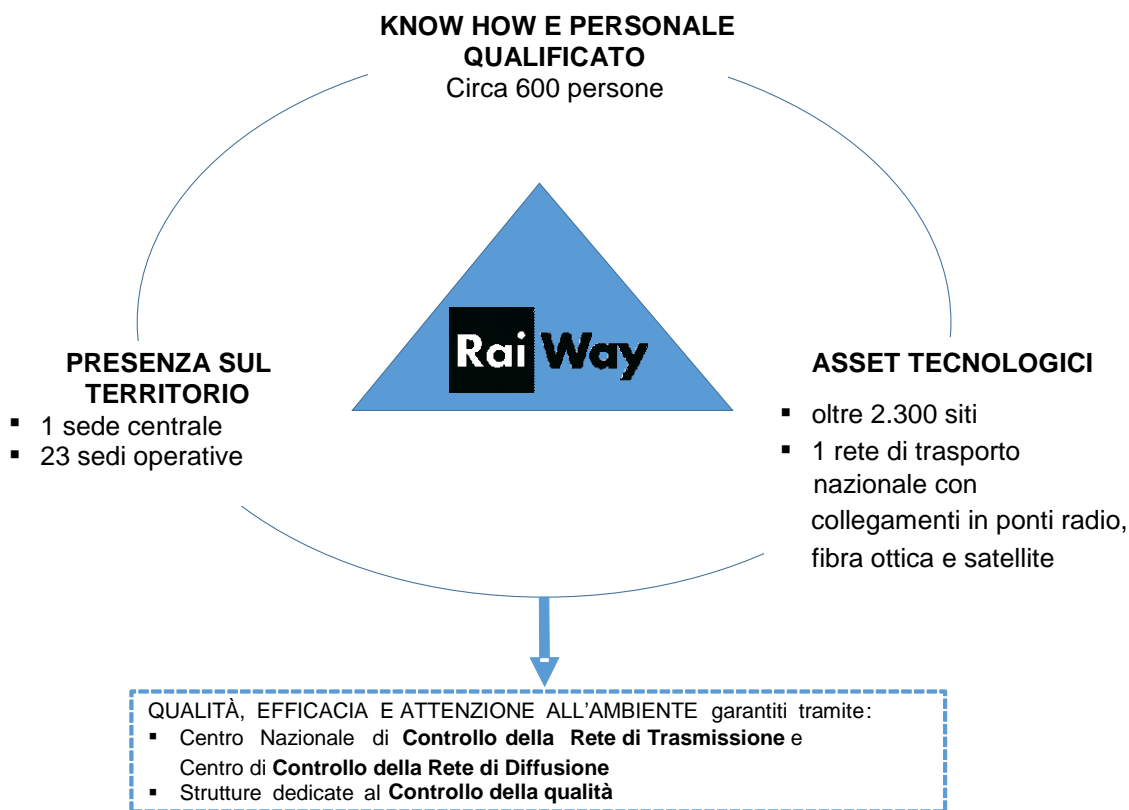 KNOW HOW E PERSONALE
QUALIFICATO
Circa 600 persone
Rai Way
PRESENZA SUL
TERRITORIO
▪ 1 sede centrale
▪ 23 sedi operative
ASSET TECNOLOGICI
▪ oltre 2.300 siti
▪ 1 rete di trasporto
nazionale con
collegamenti in ponti radio,
fibra ottica e satellite
QUALITÀ, EFFICACIA E ATTENZIONE ALL'AMBIENTE garantiti tramite:
▪ Centro Nazionale di Controllo della Rete di Trasmissione e
Centro di Controllo della Rete di Diffusione
▪ Strutture dedicate al Controllo della qualità